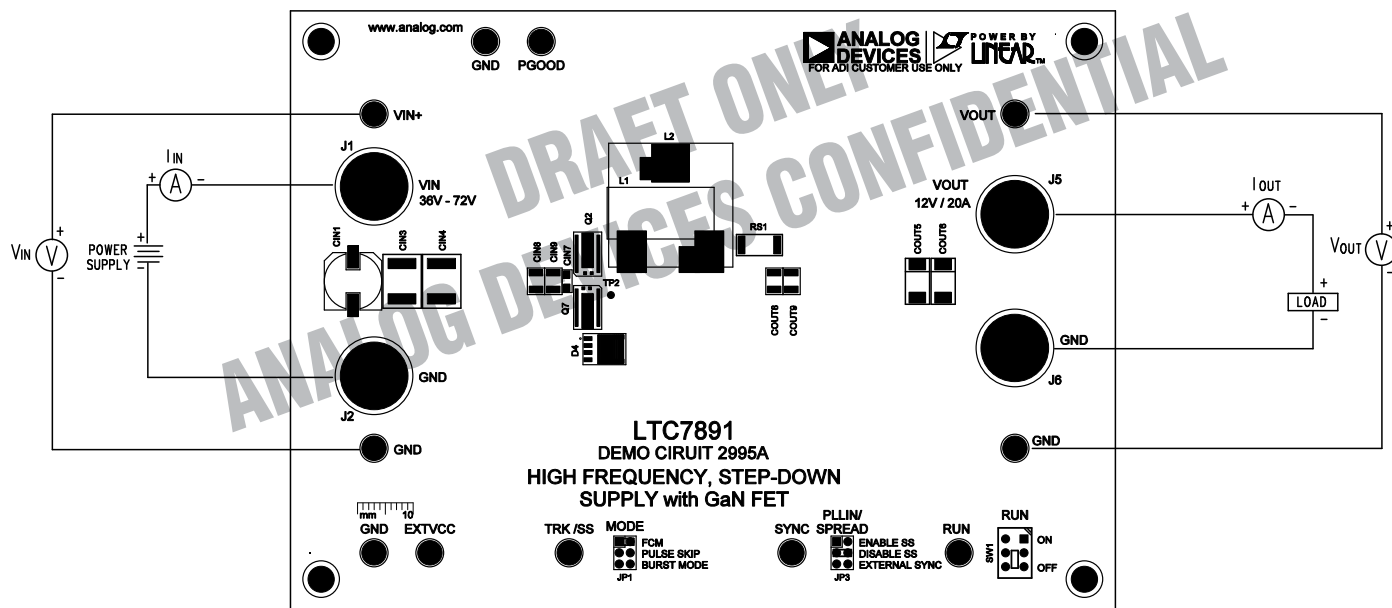 www.analog.com
GND
PGOOD
ANALOG
DEVICES
POWER BY
LINEAR™
FOR ADI CUSTOMER USE ONLY
DRAFT ONLY
ANALOG DEVICES CONFIDENTIAL
VIN+
VOUT
L2
I IN
+ A -
J1
VIN
36V - 72V
L1
VOUT
12V / 20A
J5
I OUT
+ A -
Q2
RS1
CIN1
CIN3
CIN4
CIN8
CIN9
CIN7
COUT5
COUT6
+
VIN V
-
POWER
SUPPLY
+
-
+
VOUT V
-
TP2
Q7
COUT8
COUT9
+
LOAD
-
D4
GND
J2
GND
J6
GND
GND
LTC7891
DEMO CIRUIT 2995A
HIGH FREQUENCY, STEP-DOWN
SUPPLY with GaN FET
mm 10
GND
EXTVCC
TRK /SS
MODE
FCM
PULSE SKIP
BURST MODE
JP1
SYNC
PLLIN/
SPREAD
ENABLE SS
DISABLE SS
EXTERNAL SYNC
JP3
RUN
RUN
SW1
ON
OFF